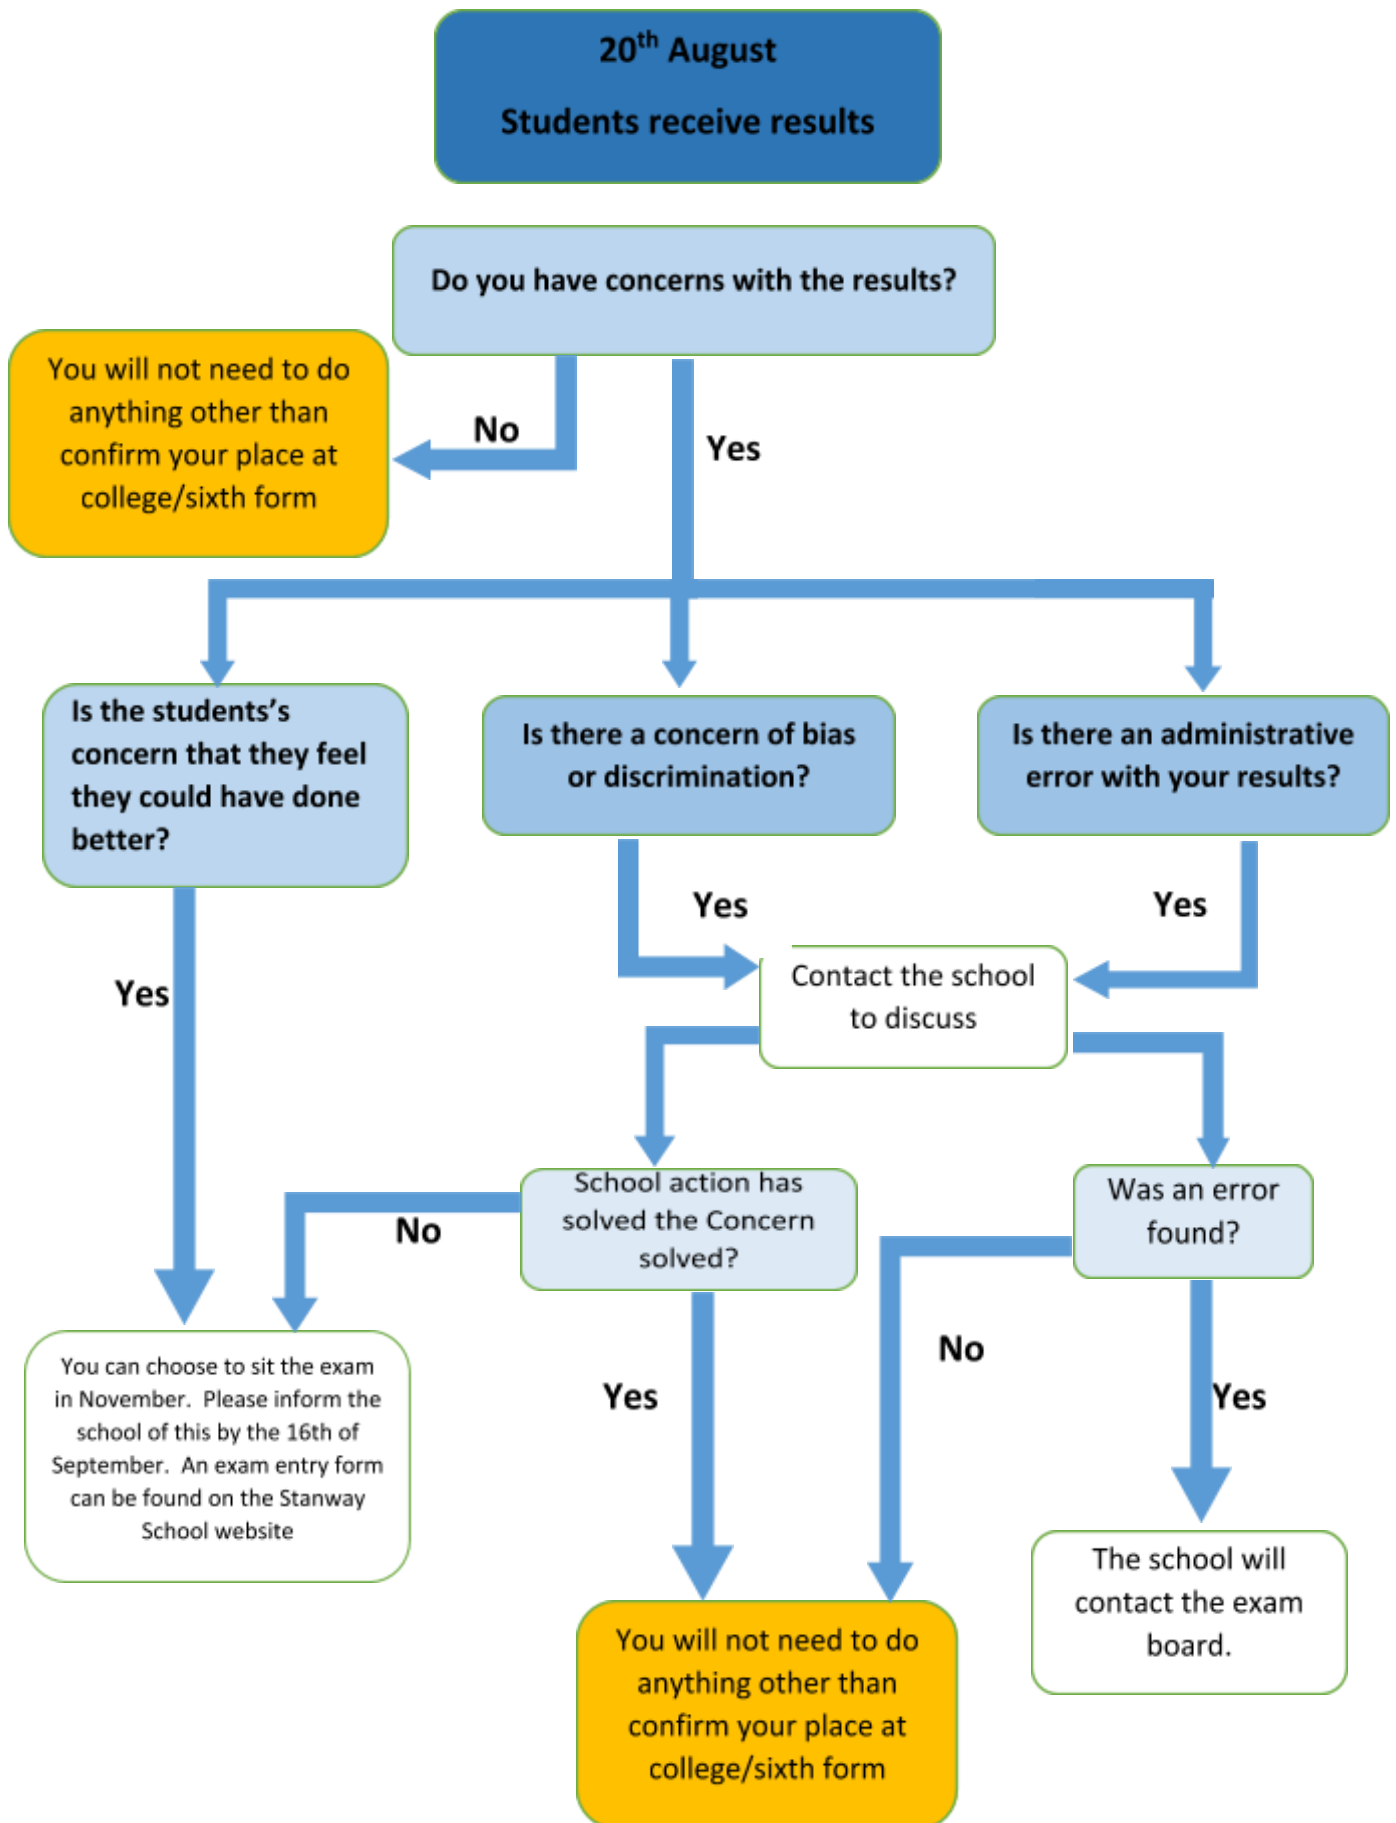 20th August
Students receive results
Do you have concerns with the results?
You will not need to do
anything other than
confirm your place at
college/sixth form
No
Yes
Is the students’s
concern that they feel
they could have done
better?
Is there a concern of bias
or discrimination?
Is there an administrative
error with your results?
Yes
Yes
Yes
Contact the school
to discuss
School action has
solved the Concern
solved?
Was an error
found?
No
No
Yes
Yes
You can choose to sit the exam
in November.  Please inform the
school of this by the 16th of
September.  An exam entry form
can be found on the Stanway
School website
The school will
contact the exam
board.
You will not need to do
anything other than
confirm your place at
college/sixth form